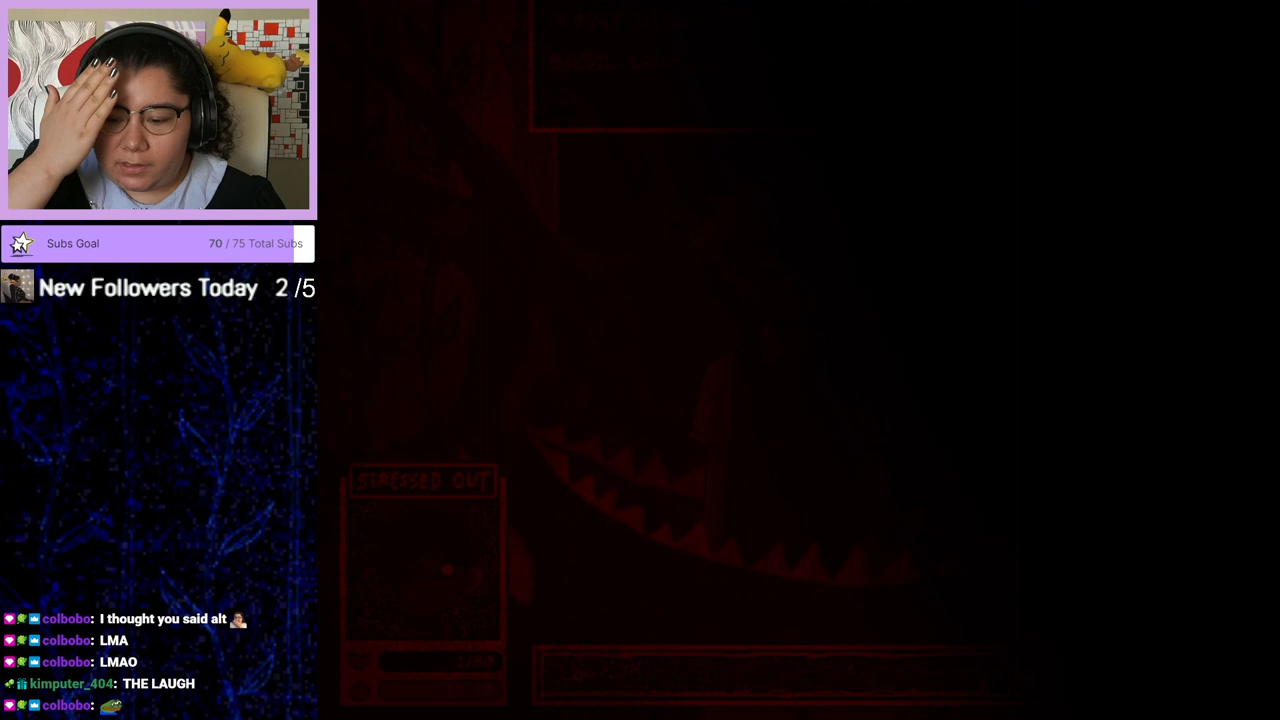 Subs Goal 70 / 75 Total Subs
New Followers Today 2 /5
STRESSED OUT
colbobo: I thought you said alt
colbobo: LMA
colbobo: LMAO
kimputer_404: THE LAUGH
colbobo: